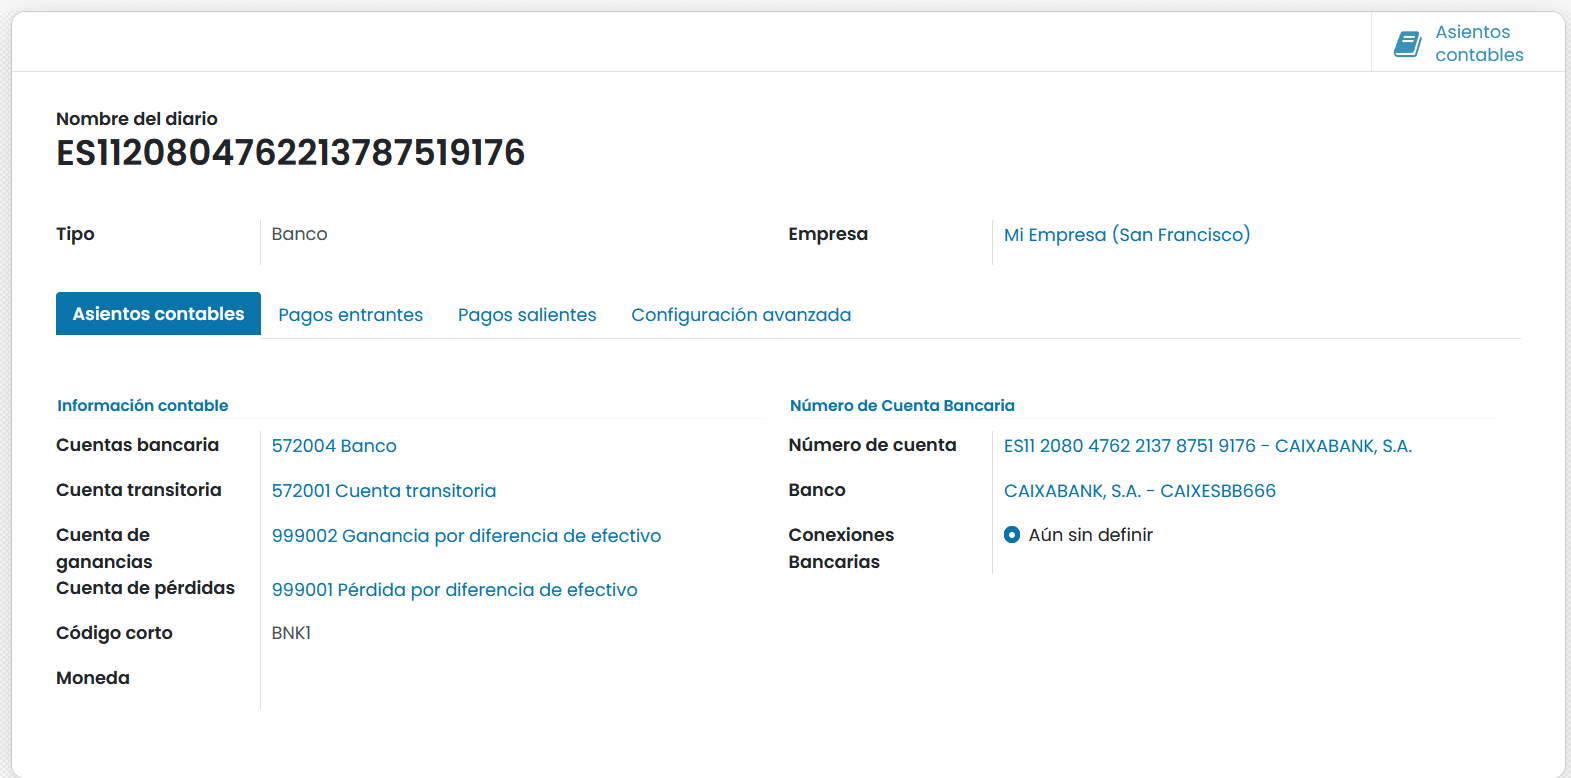 Asientos
contables
Nombre del diario
ES1120804762213787519176
Tipo
Banco
Empresa
Mi Empresa (San Francisco)
Asientos contables
Pagos entrantes
Pagos salientes
Configuración avanzada
Información contable
Cuentas bancaria
572004 Banco
Cuenta transitoria
572001 Cuenta transitoria
Cuenta de
ganancias
999002 Ganancia por diferencia de efectivo
Cuenta de pérdidas
999001 Pérdida por diferencia de efectivo
Código corto
BNK1
Moneda
Número de Cuenta Bancaria
Número de cuenta
ES11 2080 4762 2137 8751 9176 - CAIXABANK, S.A.
Banco
CAIXABANK, S.A. - CAIXESBB666
Conexiones
Bancarias
Aún sin definir